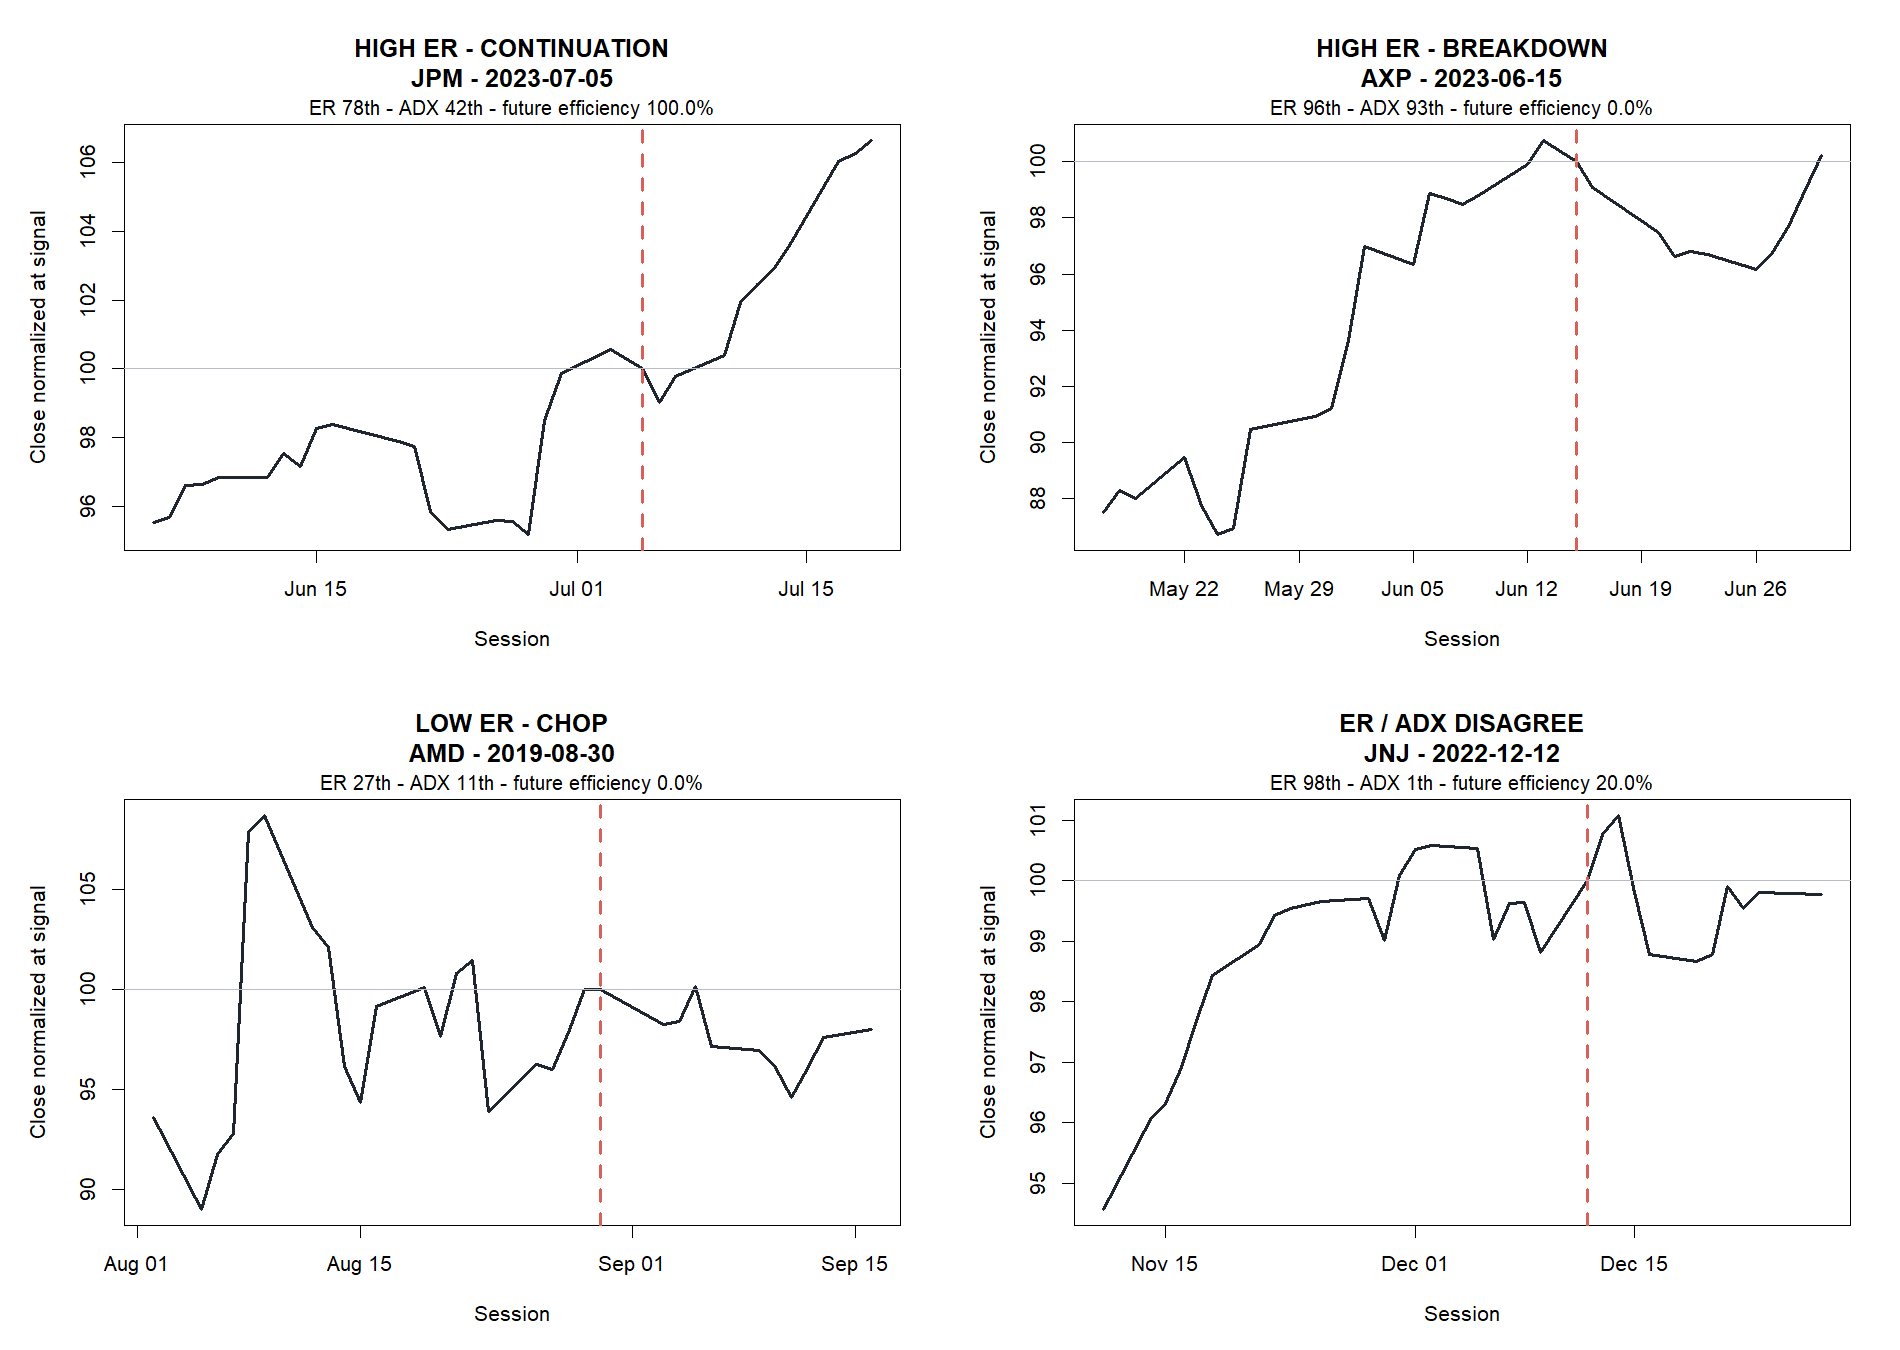 HIGH ER - CONTINUATION
JPM - 2023-07-05
ER 78th - ADX 42th - future efficiency 100.0%
Close normalized at signal
106
104
102
100
98
96
Jun 15
Jul 01
Jul 15
Session
HIGH ER - BREAKDOWN
AXP - 2023-06-15
ER 96th - ADX 93th - future efficiency 0.0%
Close normalized at signal
100
98
96
94
92
90
88
May 22
May 29
Jun 05
Jun 12
Jun 19
Jun 26
Session
LOW ER - CHOP
AMD - 2019-08-30
ER 27th - ADX 11th - future efficiency 0.0%
Close normalized at signal
105
100
95
90
Aug 01
Aug 15
Sep 01
Sep 15
Session
ER / ADX DISAGREE
JNJ - 2022-12-12
ER 98th - ADX 1th - future efficiency 20.0%
Close normalized at signal
101
100
99
98
97
96
95
Nov 15
Dec 01
Dec 15
Session